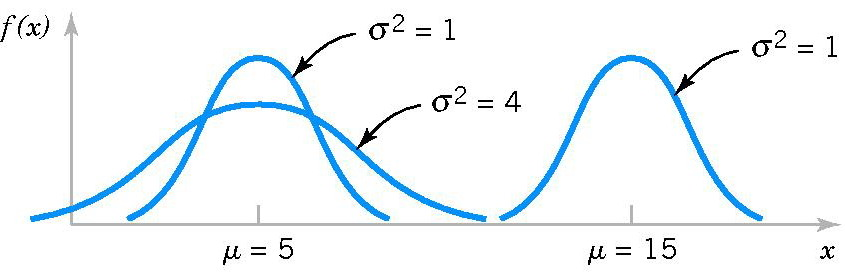 f(x)
σ² = 1
σ² = 4
σ² = 1
μ = 5
μ = 15
x